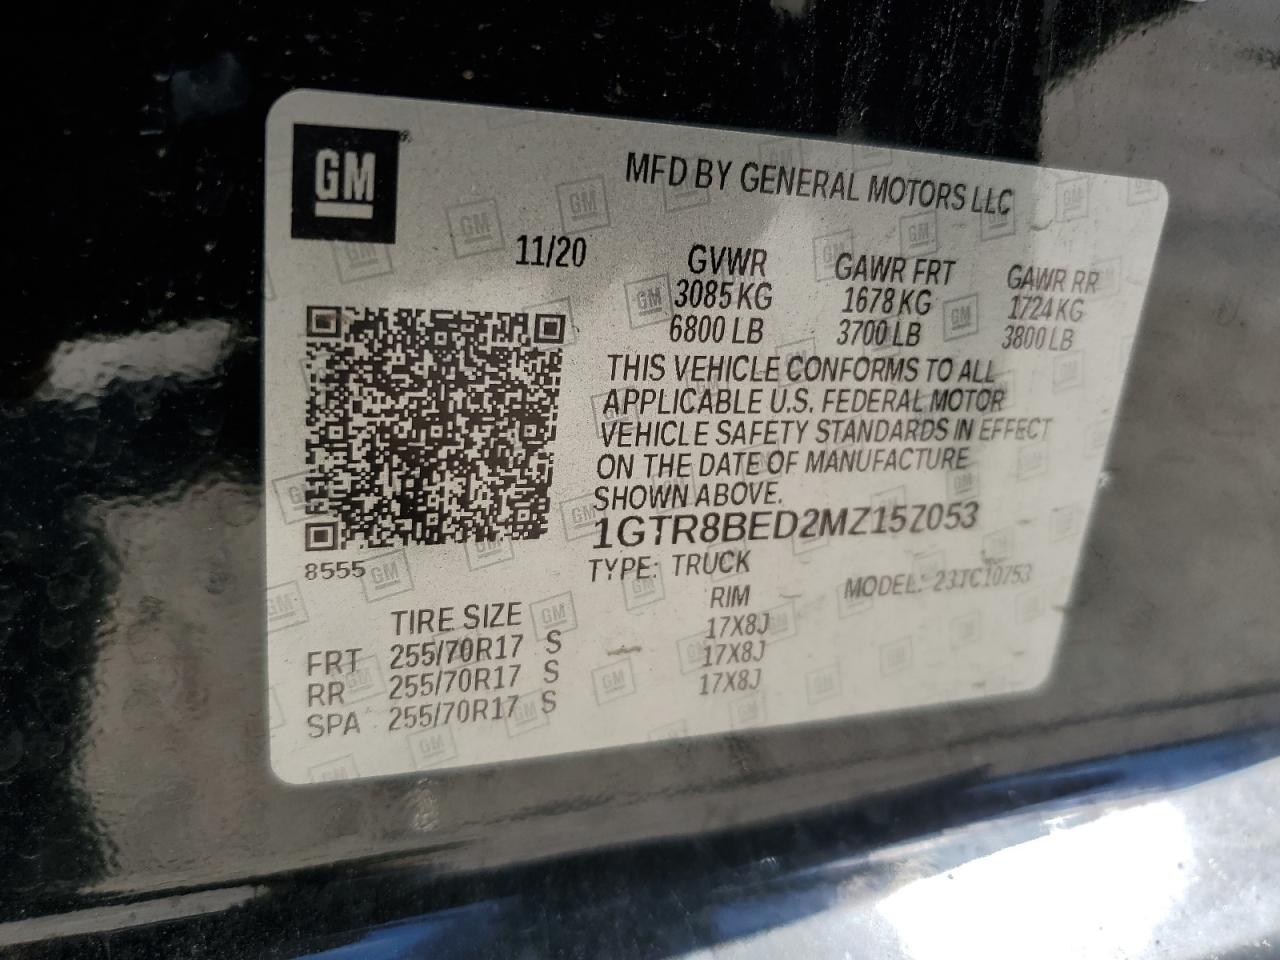 GM
MFD BY GENERAL MOTORS LLC
11/20
GVWR GAWR FRT GAWR RR
3085 KG 1678 KG 1724 KG
6800 LB 3700 LB 3800 LB
THIS VEHICLE CONFORMS TO ALL
APPLICABLE U.S. FEDERAL MOTOR
VEHICLE SAFETY STANDARDS IN EFFECT
ON THE DATE OF MANUFACTURE
SHOWN ABOVE.
1GTR8BED2MZ15Z053
8555
TYPE: TRUCK
MODEL:
TIRE SIZE RIM
FRT 255/70R17 S 17X8J
RR 255/70R17 S 17X8J
SPA 255/70R17 S 17X8J